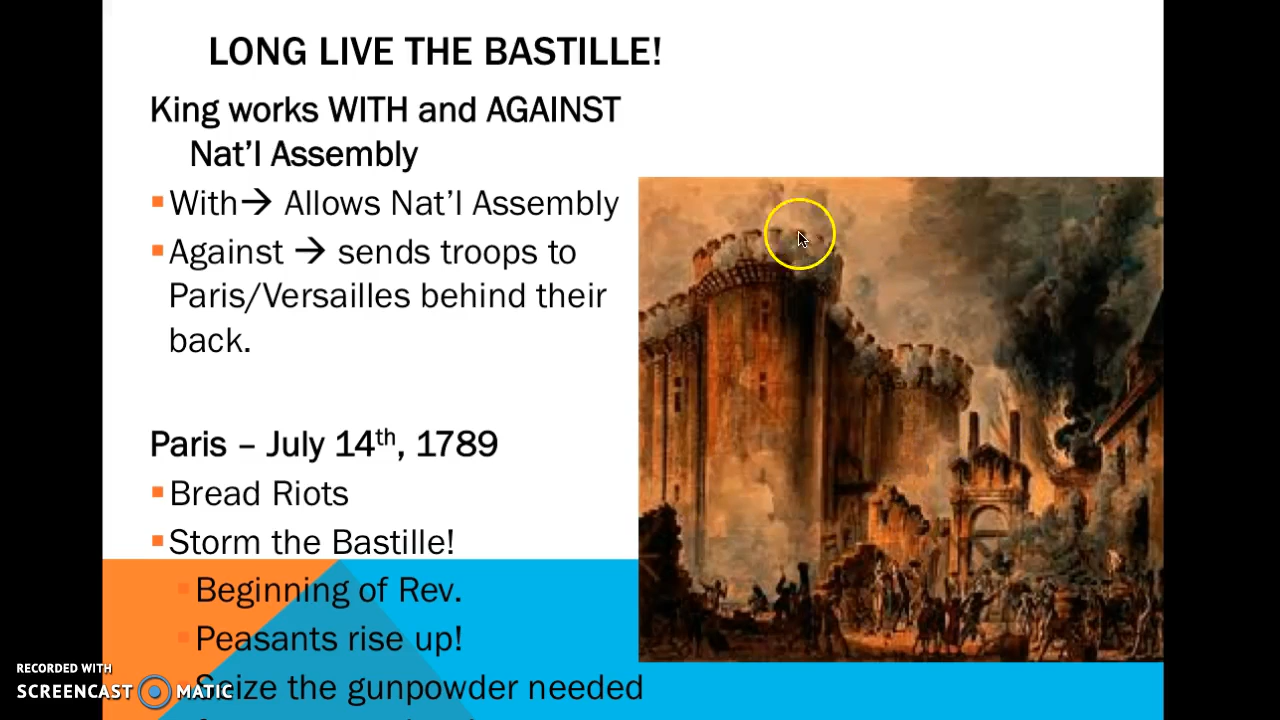 LONG LIVE THE BASTILLE!
King works WITH and AGAINST
Nat'l Assembly
▪With→ Allows Nat'l Assembly
▪Against → sends troops to
Paris/Versailles behind their
back.
Paris – July 14th, 1789
▪Bread Riots
▪Storm the Bastille!
▪Beginning of Rev.
▪Peasants rise up!
Seize the gunpowder needed
RECORDED WITH
SCREENCAST MATIC